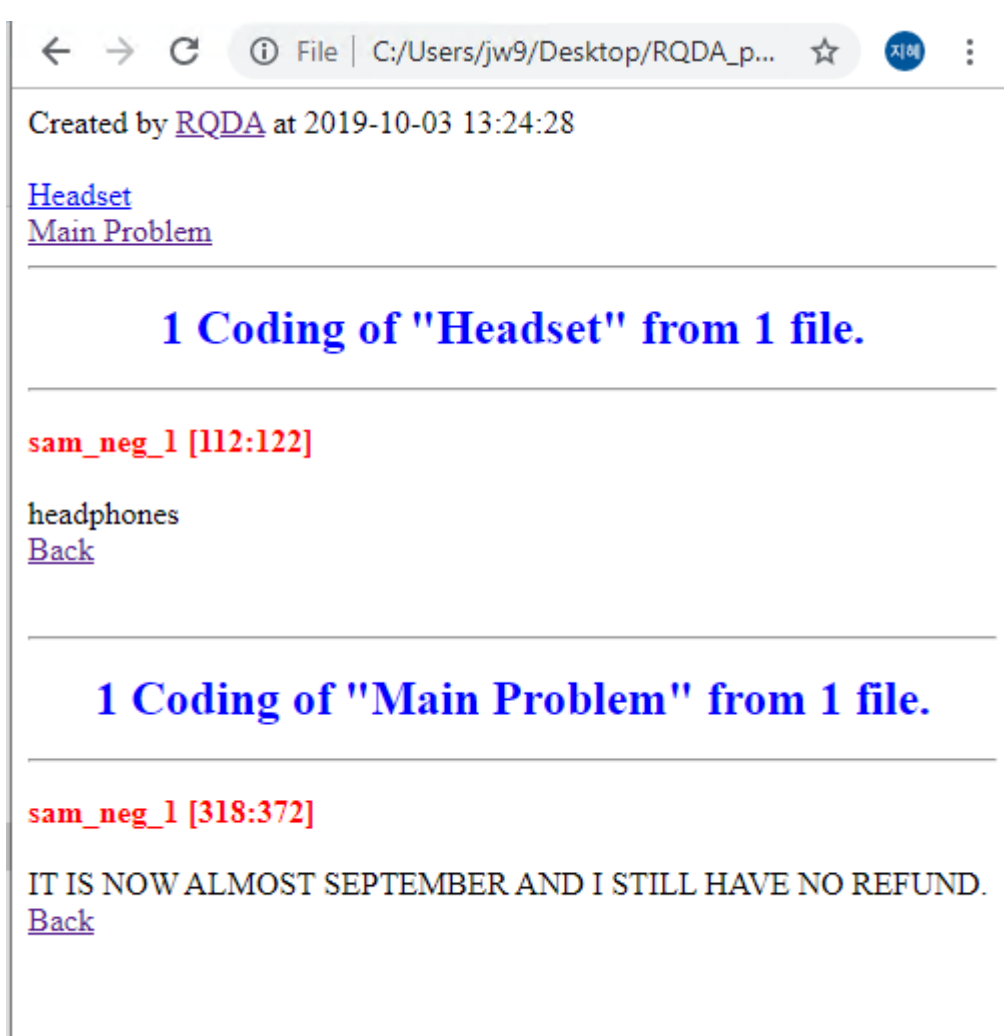 File | C:/Users/jw9/Desktop/RQDA_p... 지혜
Created by RQDA at 2019-10-03 13:24:28
Headset
Main Problem
1 Coding of "Headset" from 1 file.
sam_neg_1 [112:122]
headphones
Back
1 Coding of "Main Problem" from 1 file.
sam_neg_1 [318:372]
IT IS NOW ALMOST SEPTEMBER AND I STILL HAVE NO REFUND.
Back